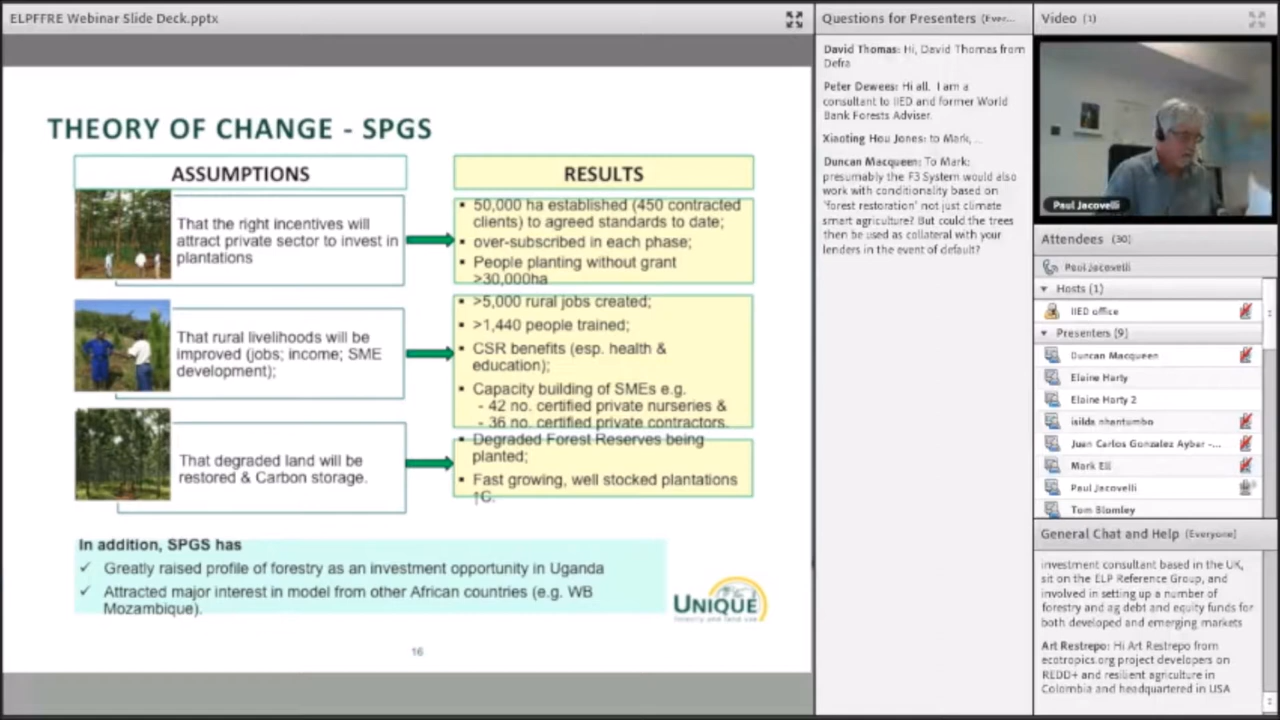 ELPFFRE Webinar Slide Deck.pptx
THEORY OF CHANGE - SPGS
ASSUMPTIONS
RESULTS
That the right incentives will
attract private sector to invest in
plantations
50,000 ha established (450 contracted
clients) to agreed standards to date;
over-subscribed in each phase;
People planting without grant
>30,000ha
That rural livelihoods will be
improved (jobs; income; SME
development);
>5,000 rural jobs created;
>1,440 people trained;
CSR benefits (esp. health &
education);
Capacity building of SMEs e.g.
- 42 no. certified private nurseries &
- 36 no. certified private contractors.
That degraded land will be
restored & Carbon storage.
Degraded Forest Reserves being
planted;
Fast growing, well stocked plantations
↑C.
In addition, SPGS has
✓ Greatly raised profile of forestry as an investment opportunity in Uganda
✓ Attracted major interest in model from other African countries (e.g. WB
Mozambique).
UNIQUE
forestry and land use
16
Questions for Presenters (Ever...
David Thomas: Hi, David Thomas from
Defra
Peter Dewees: Hi all. I am a
consultant to IIED and former World
Bank Forests Adviser.
Xiaoting Hou Jones: to Mark, ...
Duncan Macqueen: To Mark:
presumably the F3 System would also
work with conditionality based on
'forest restoration' not just climate
smart agriculture? But could the trees
then be used as collateral with your
lenders in the event of default?
Video (1)
Paul Jacovelli
Attendees (30)
Paul Jacovelli
Hosts (1)
IIED office
Presenters (9)
Duncan Macqueen
Elaine Harty
Elaine Harty 2
isilda nhantumbo
Juan Carlos Gonzalez Aybar -...
Mark Ell
Paul Jacovelli
Tom Blomley
General Chat and Help (Everyone)
investment consultant based in the UK,
sit on the ELP Reference Group, and
involved in setting up a number of
forestry and ag debt and equity funds for
both developed and emerging markets
Art Restrepo: Hi Art Restrepo from
ecotropics.org project developers on
REDD+ and resilient agriculture in
Colombia and headquartered in USA